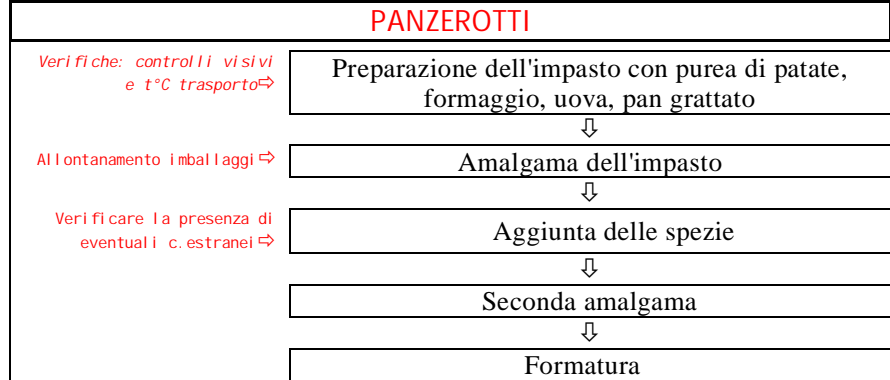 PANZEROTTI
Verifiche: controlli visivi
e t°C trasporto⇨
Preparazione dell'impasto con purea di patate,
formaggio, uova, pan grattato
⇩
Allontanamento imballaggi⇨
Amalgama dell'impasto
⇩
Verificare la presenza di
eventuali c.estranei⇨
Aggiunta delle spezie
⇩
Seconda amalgama
⇩
Formatura